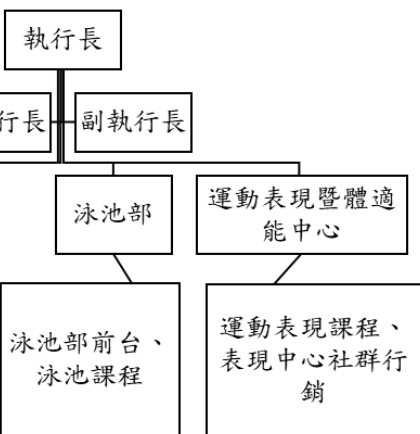 執行長
行長
副執行長
泳池部
運動表現暨體適
能中心
泳池部前台、
泳池課程
運動表現課程、
表現中心社群行
銷